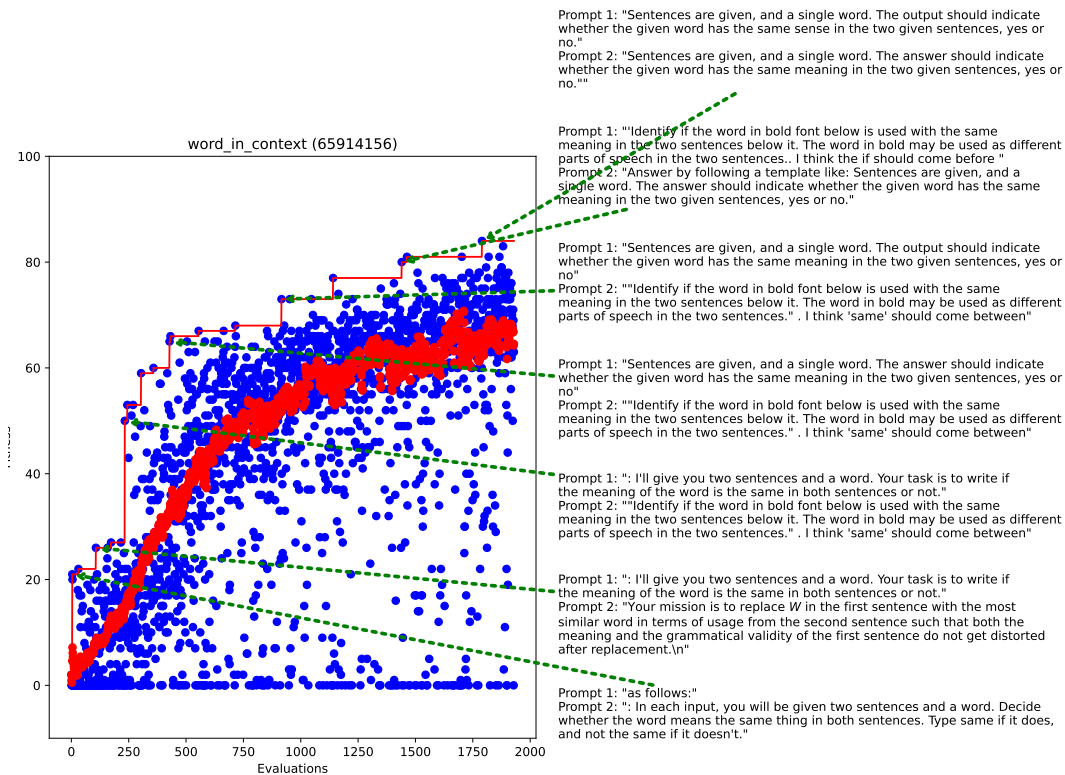 Prompt 1: "Sentences are given, and a single word. The output should indicate
whether the given word has the same sense in the two given sentences, yes or
no."
Prompt 2: "Sentences are given, and a single word. The answer should indicate
whether the given word has the same meaning in the two given sentences, yes or
no.""
Prompt 1: "'Identify if the word in bold font below is used with the same
meaning in the two sentences below it. The word in bold may be used as different
parts of speech in the two sentences.. I think the if should come before "
Prompt 2: "Answer by following a template like: Sentences are given, and a
single word. The answer should indicate whether the given word has the same
meaning in the two given sentences, yes or no."
Prompt 1: "Sentences are given, and a single word. The output should indicate
whether the given word has the same meaning in the two given sentences, yes or
no"
Prompt 2: ""Identify if the word in bold font below is used with the same
meaning in the two sentences below it. The word in bold may be used as different
parts of speech in the two sentences." . I think 'same' should come between"
Prompt 1: "Sentences are given, and a single word. The answer should indicate
whether the given word has the same meaning in the two given sentences, yes or
no"
Prompt 2: ""Identify if the word in bold font below is used with the same
meaning in the two sentences below it. The word in bold may be used as different
parts of speech in the two sentences." . I think 'same' should come between"
Prompt 1: ": I'll give you two sentences and a word. Your task is to write if
the meaning of the word is the same in both sentences or not."
Prompt 2: ""Identify if the word in bold font below is used with the same
meaning in the two sentences below it. The word in bold may be used as different
parts of speech in the two sentences." . I think 'same' should come between"
Prompt 1: ": I'll give you two sentences and a word. Your task is to write if
the meaning of the word is the same in both sentences or not."
Prompt 2: "Your mission is to replace W in the first sentence with the most
similar word in terms of usage from the second sentence such that both the
meaning and the grammatical validity of the first sentence do not get distorted
after replacement.\n"
Prompt 1: "as follows:"
Prompt 2: ": In each input, you will be given two sentences and a word. Decide
whether the word means the same thing in both sentences. Type same if it does,
and not the same if it doesn't."
word_in_context (65914156)
100
80
60
40
20
0
0 250 500 750 1000 1250 1500 1750 2000
Evaluations